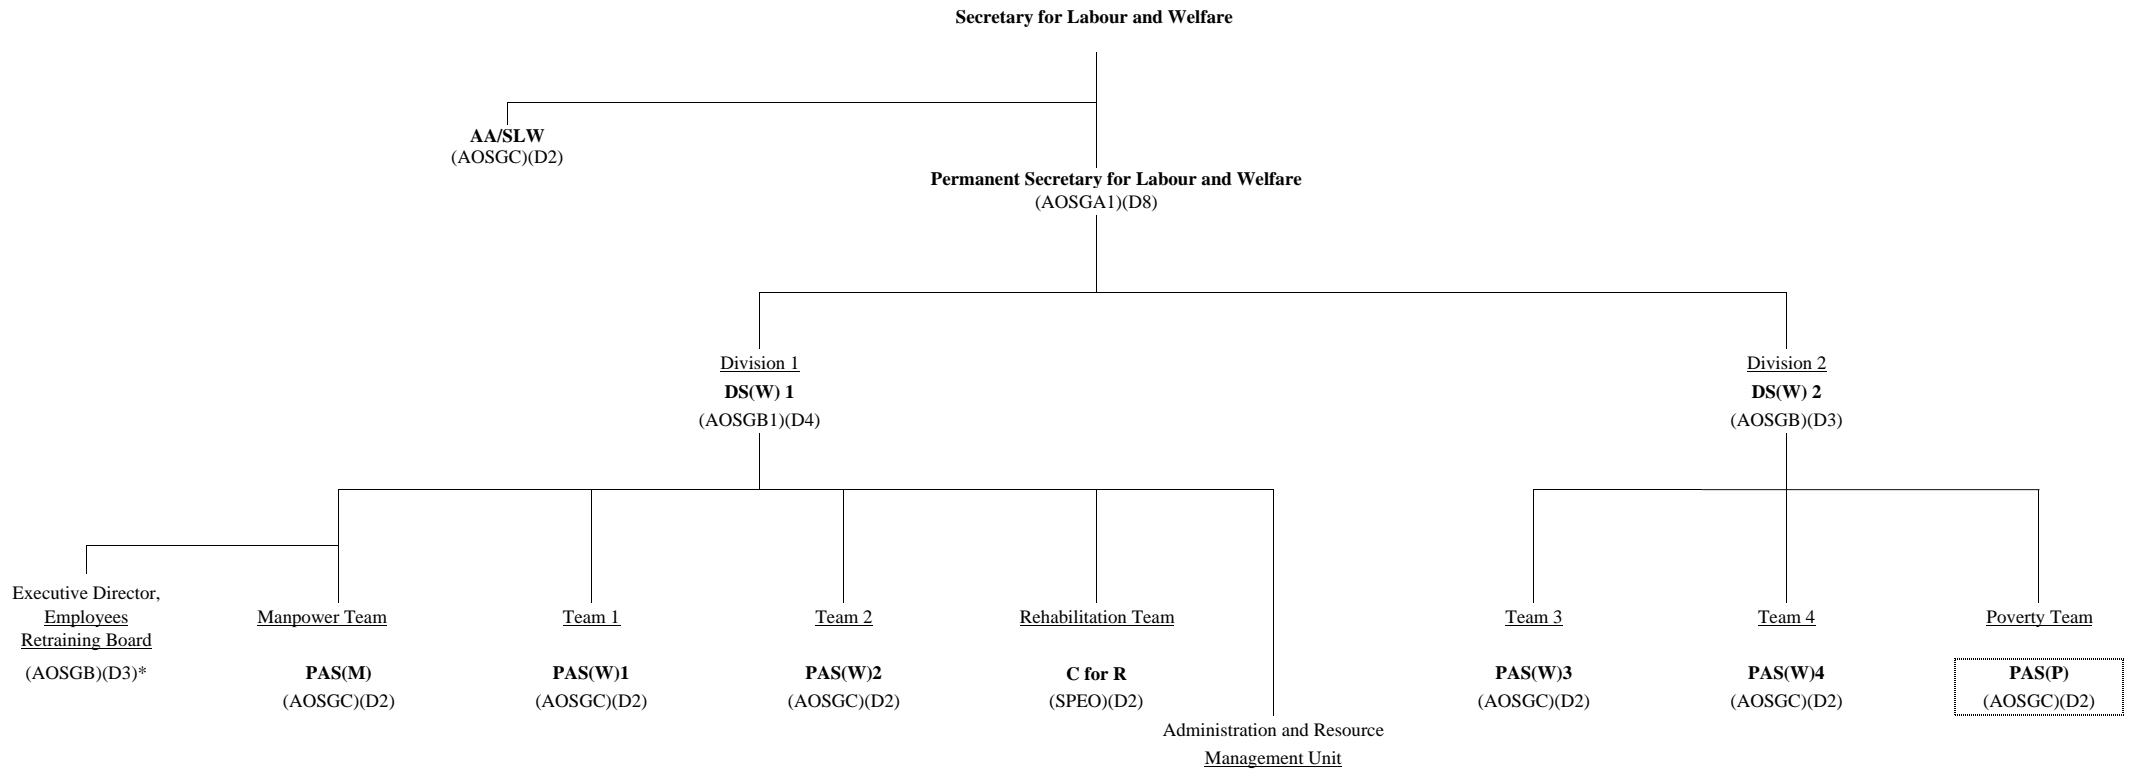 Secretary for Labour and Welfare
AA/SLW
(AOSGC)(D2)
Permanent Secretary for Labour and Welfare
(AOSGA1)(D8)
Division 1
DS(W) 1
(AOSGB1)(D4)
Division 2
DS(W) 2
(AOSGB)(D3)
Executive Director,
Employees
Retraining Board
(AOSGB)(D3)*
Manpower Team
PAS(M)
(AOSGC)(D2)
Team 1
PAS(W)1
(AOSGC)(D2)
Team 2
PAS(W)2
(AOSGC)(D2)
Rehabilitation Team
C for R
(SPEO)(D2)
Administration and Resource
Management Unit
Team 3
PAS(W)3
(AOSGC)(D2)
Team 4
PAS(W)4
(AOSGC)(D2)
Poverty Team
PAS(P)
(AOSGC)(D2)